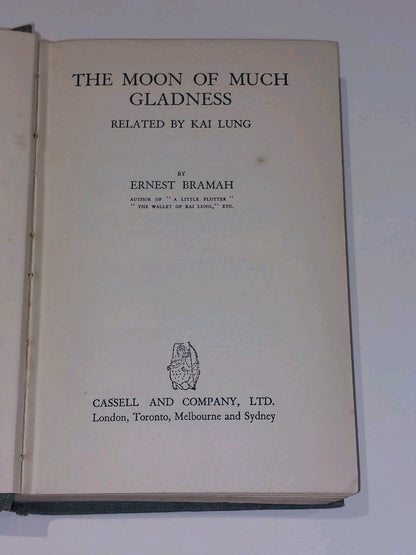 THE MOON OF MUCH
GLADNESS
RELATED BY KAI LUNG
BY
ERNEST BRAMAH
AUTHOR OF "A LITTLE FLUTTER"
"THE WALLET OF KAI LUNG," ETC.
CASSELL AND COMPANY, LTD.
London, Toronto, Melbourne and Sydney